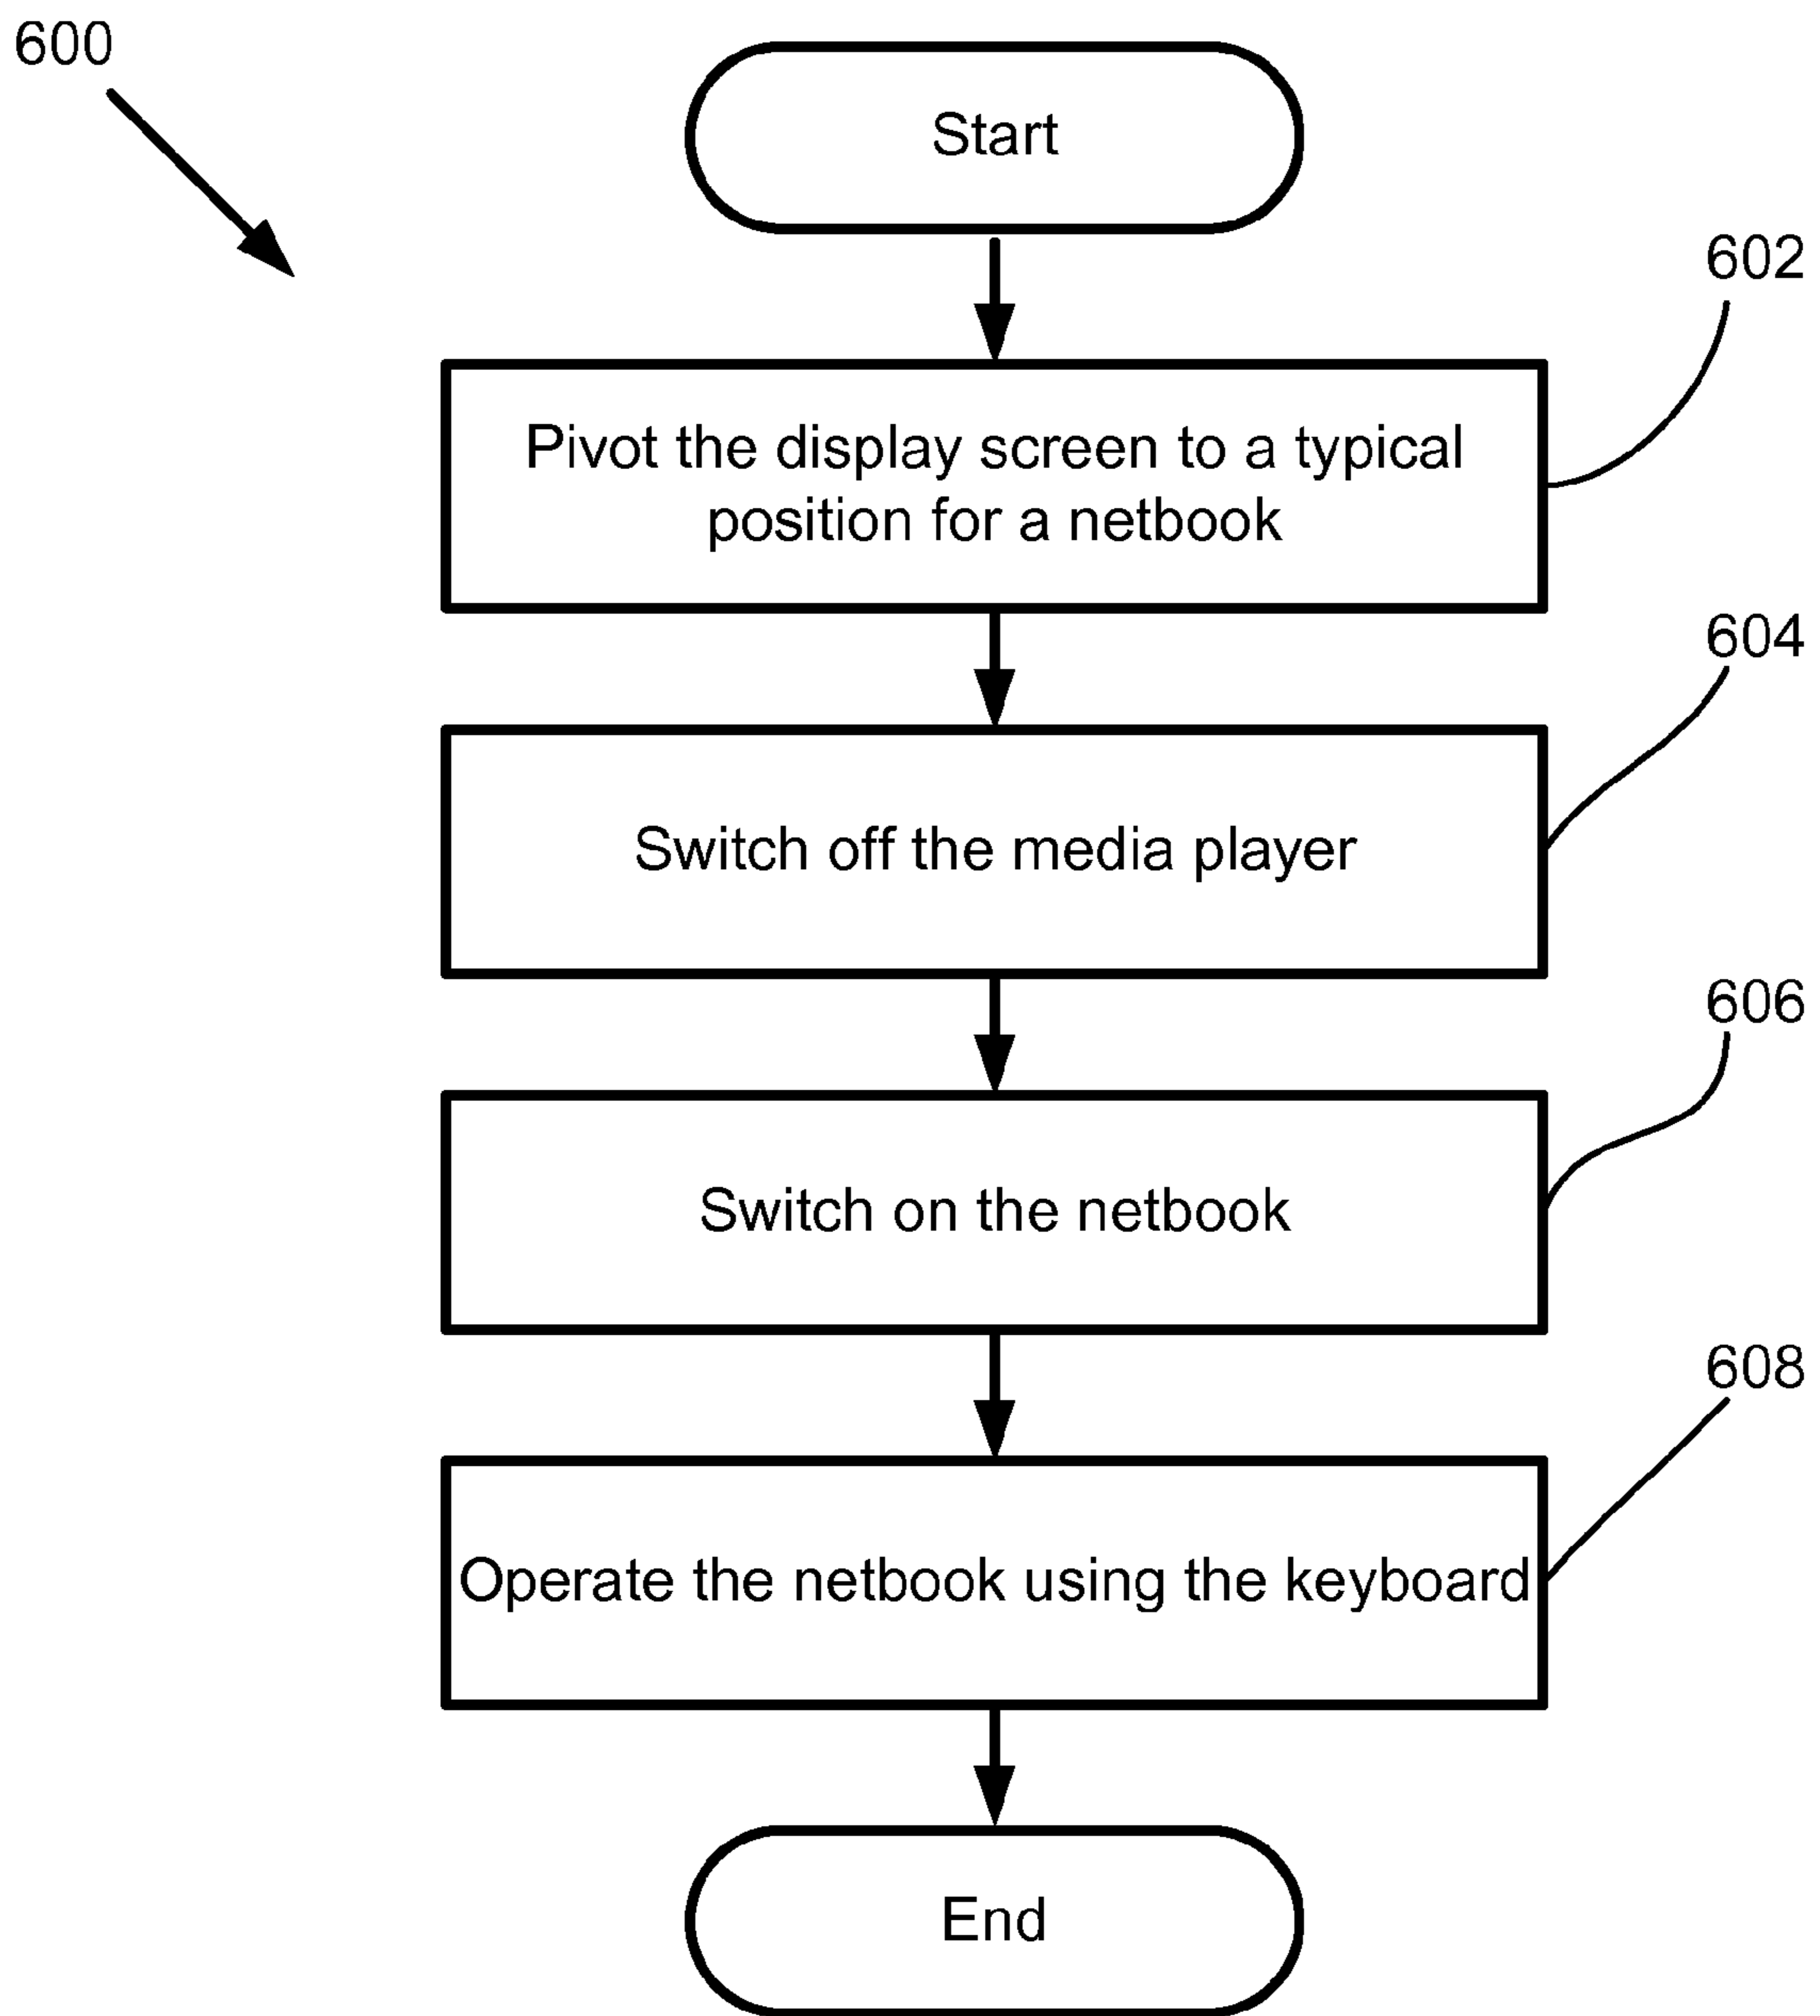 600
Start
602
Pivot the display screen to a typical
position for a netbook
604
Switch off the media player
606
Switch on the netbook
608
Operate the netbook using the keyboard
End